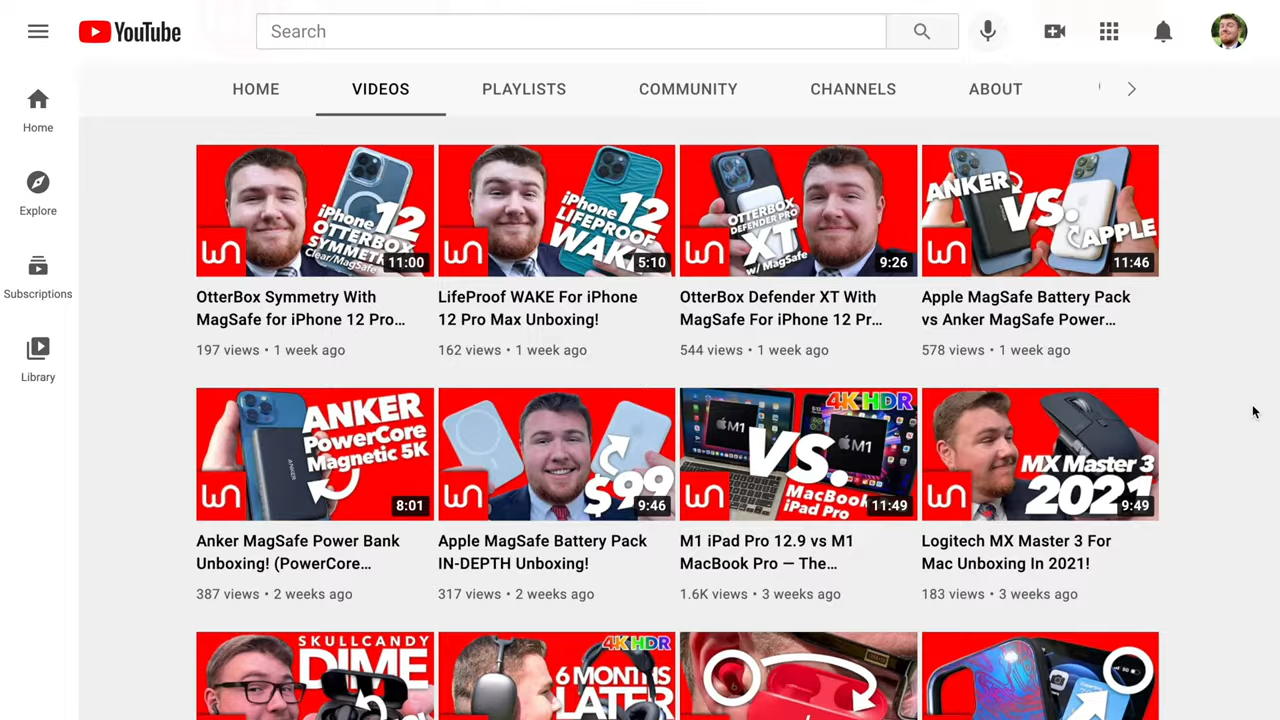 YouTube
Search
HOME
VIDEOS
PLAYLISTS
COMMUNITY
CHANNELS
ABOUT
Home
Explore
Subscriptions
Library
iPhone 12
OTTERBOX
SYMMETRY
Clear/MagSafe
11:00
iPhone 12
LIFEPROOF
WAKE
5:10
OTTERBOX
DEFENDER PRO
XT
w/ MagSafe
9:26
ANKER
VS.
APPLE
11:46
OtterBox Symmetry With
MagSafe for iPhone 12 Pro…
197 views • 1 week ago
LifeProof WAKE For iPhone
12 Pro Max Unboxing!
162 views • 1 week ago
OtterBox Defender XT With
MagSafe For iPhone 12 Pr…
544 views • 1 week ago
Apple MagSafe Battery Pack
vs Anker MagSafe Power…
578 views • 1 week ago
ANKER
PowerCore
Magnetic 5K
ANKER
8:01
$99
9:46
4K HDR
M1
VS.
M1
MacBook
iPad Pro
11:49
MX Master 3
2021
9:49
Anker MagSafe Power Bank
Unboxing! (PowerCore…
387 views • 2 weeks ago
Apple MagSafe Battery Pack
IN-DEPTH Unboxing!
317 views • 2 weeks ago
M1 iPad Pro 12.9 vs M1
MacBook Pro — The…
1.6K views • 3 weeks ago
Logitech MX Master 3 For
Mac Unboxing In 2021!
183 views • 3 weeks ago
SKULLCANDY
DIME
4K HDR
6 MONTHS
LATER
5G